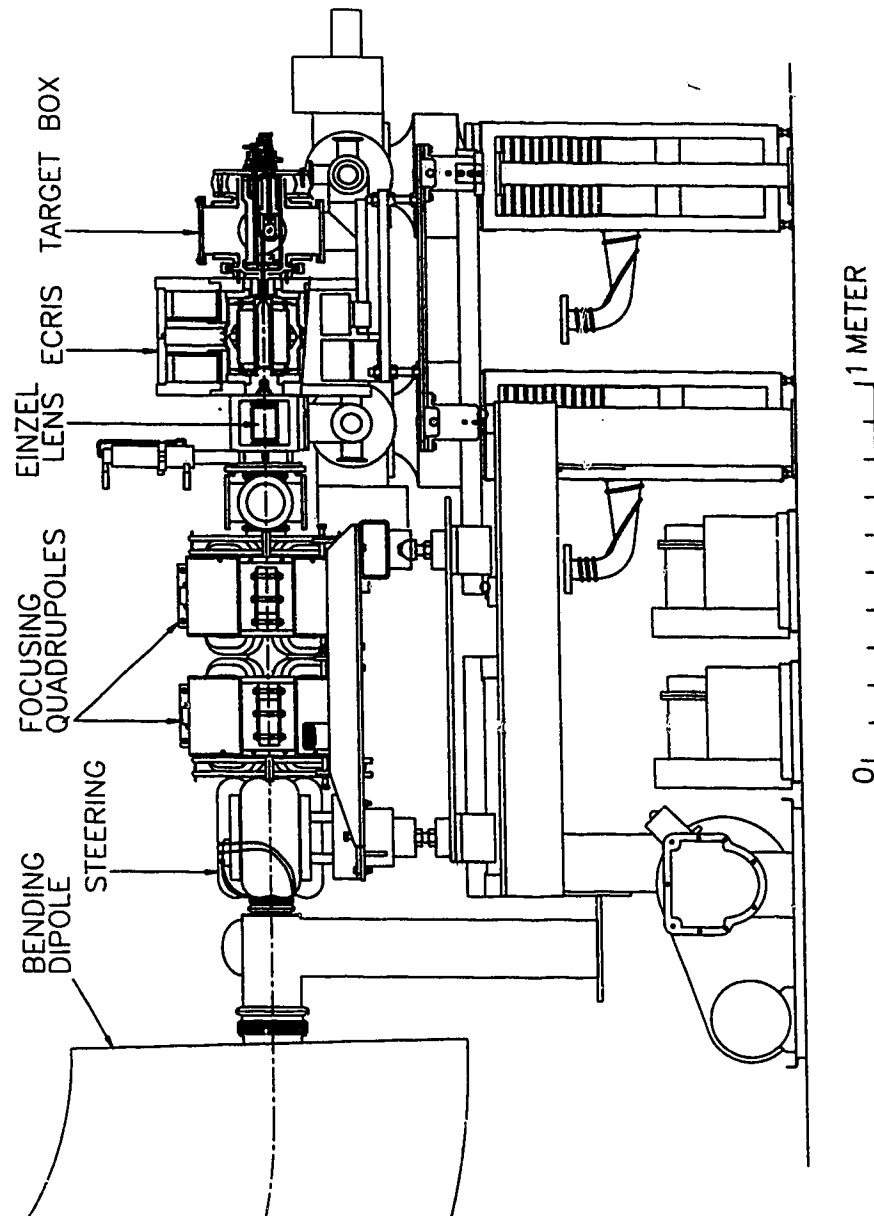 BENDING
DIPOLE
STEERING
FOCUSING
QUADRUPOLES
EINZEL
LENS
ECRIS
TARGET BOX
0
1 METER